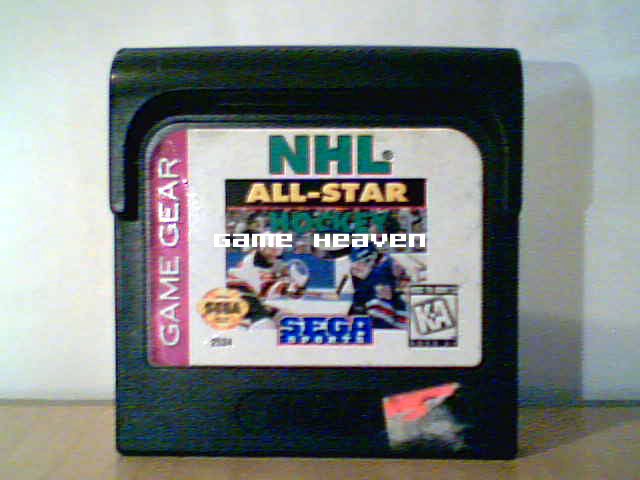 GAME GEAR
NHL®
ALL-STAR
HOCKEY
Game Heaven
SEGA
SEGA
SPORTS
K-A